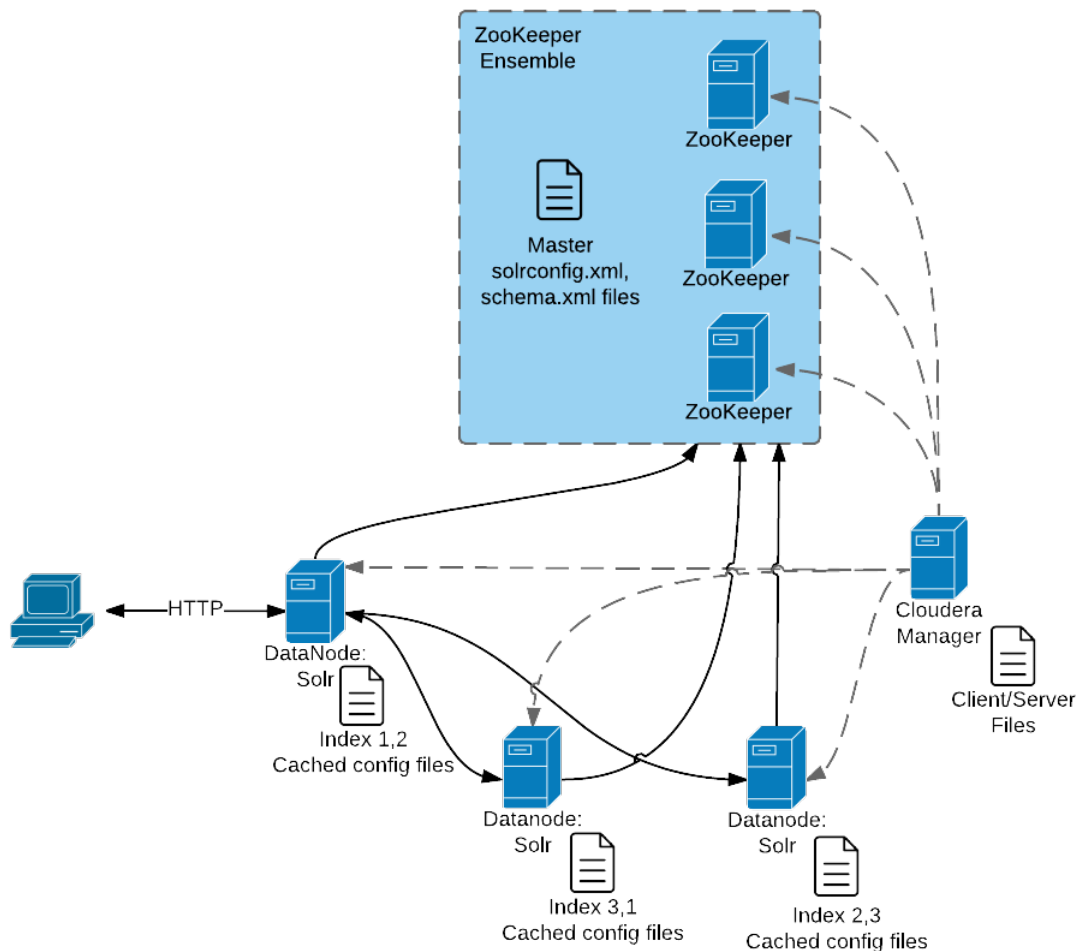 ZooKeeper
Ensemble
ZooKeeper
Master
solrconfig.xml,
schema.xml files
ZooKeeper
ZooKeeper
HTTP
DataNode:
Solr
Index 1,2
Cached config files
Cloudera
Manager
Client/Server
Files
Datanode:
Solr
Index 3,1
Cached config files
Datanode:
Solr
Index 2,3
Cached config files